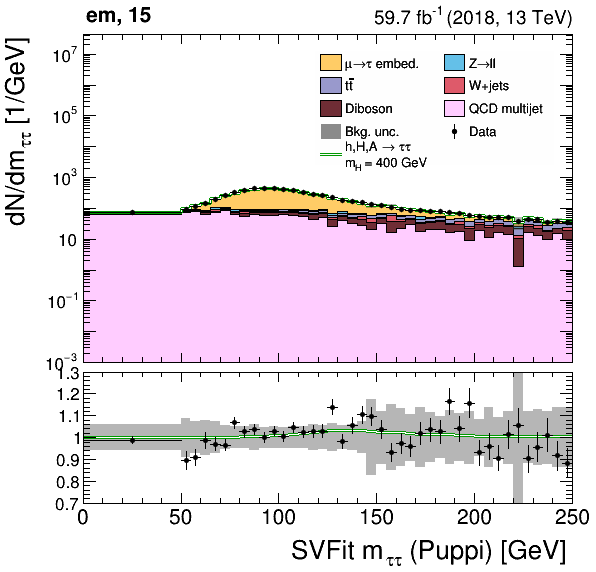 em, 15
59.7 fb⁻¹ (2018, 13 TeV)
dN/dm_ττ [1/GeV]
10⁷
10⁵
10³
10
10⁻¹
10⁻³
μ→τ embed.
Z→ll
tt̄
W+jets
Diboson
QCD multijet
Bkg. unc.
Data
h,H,A → ττ
m_H = 400 GeV
1.3
1.2
1.1
1
0.9
0.8
0.7
0 50 100 150 200 250
SVFit m_ττ (Puppi) [GeV]